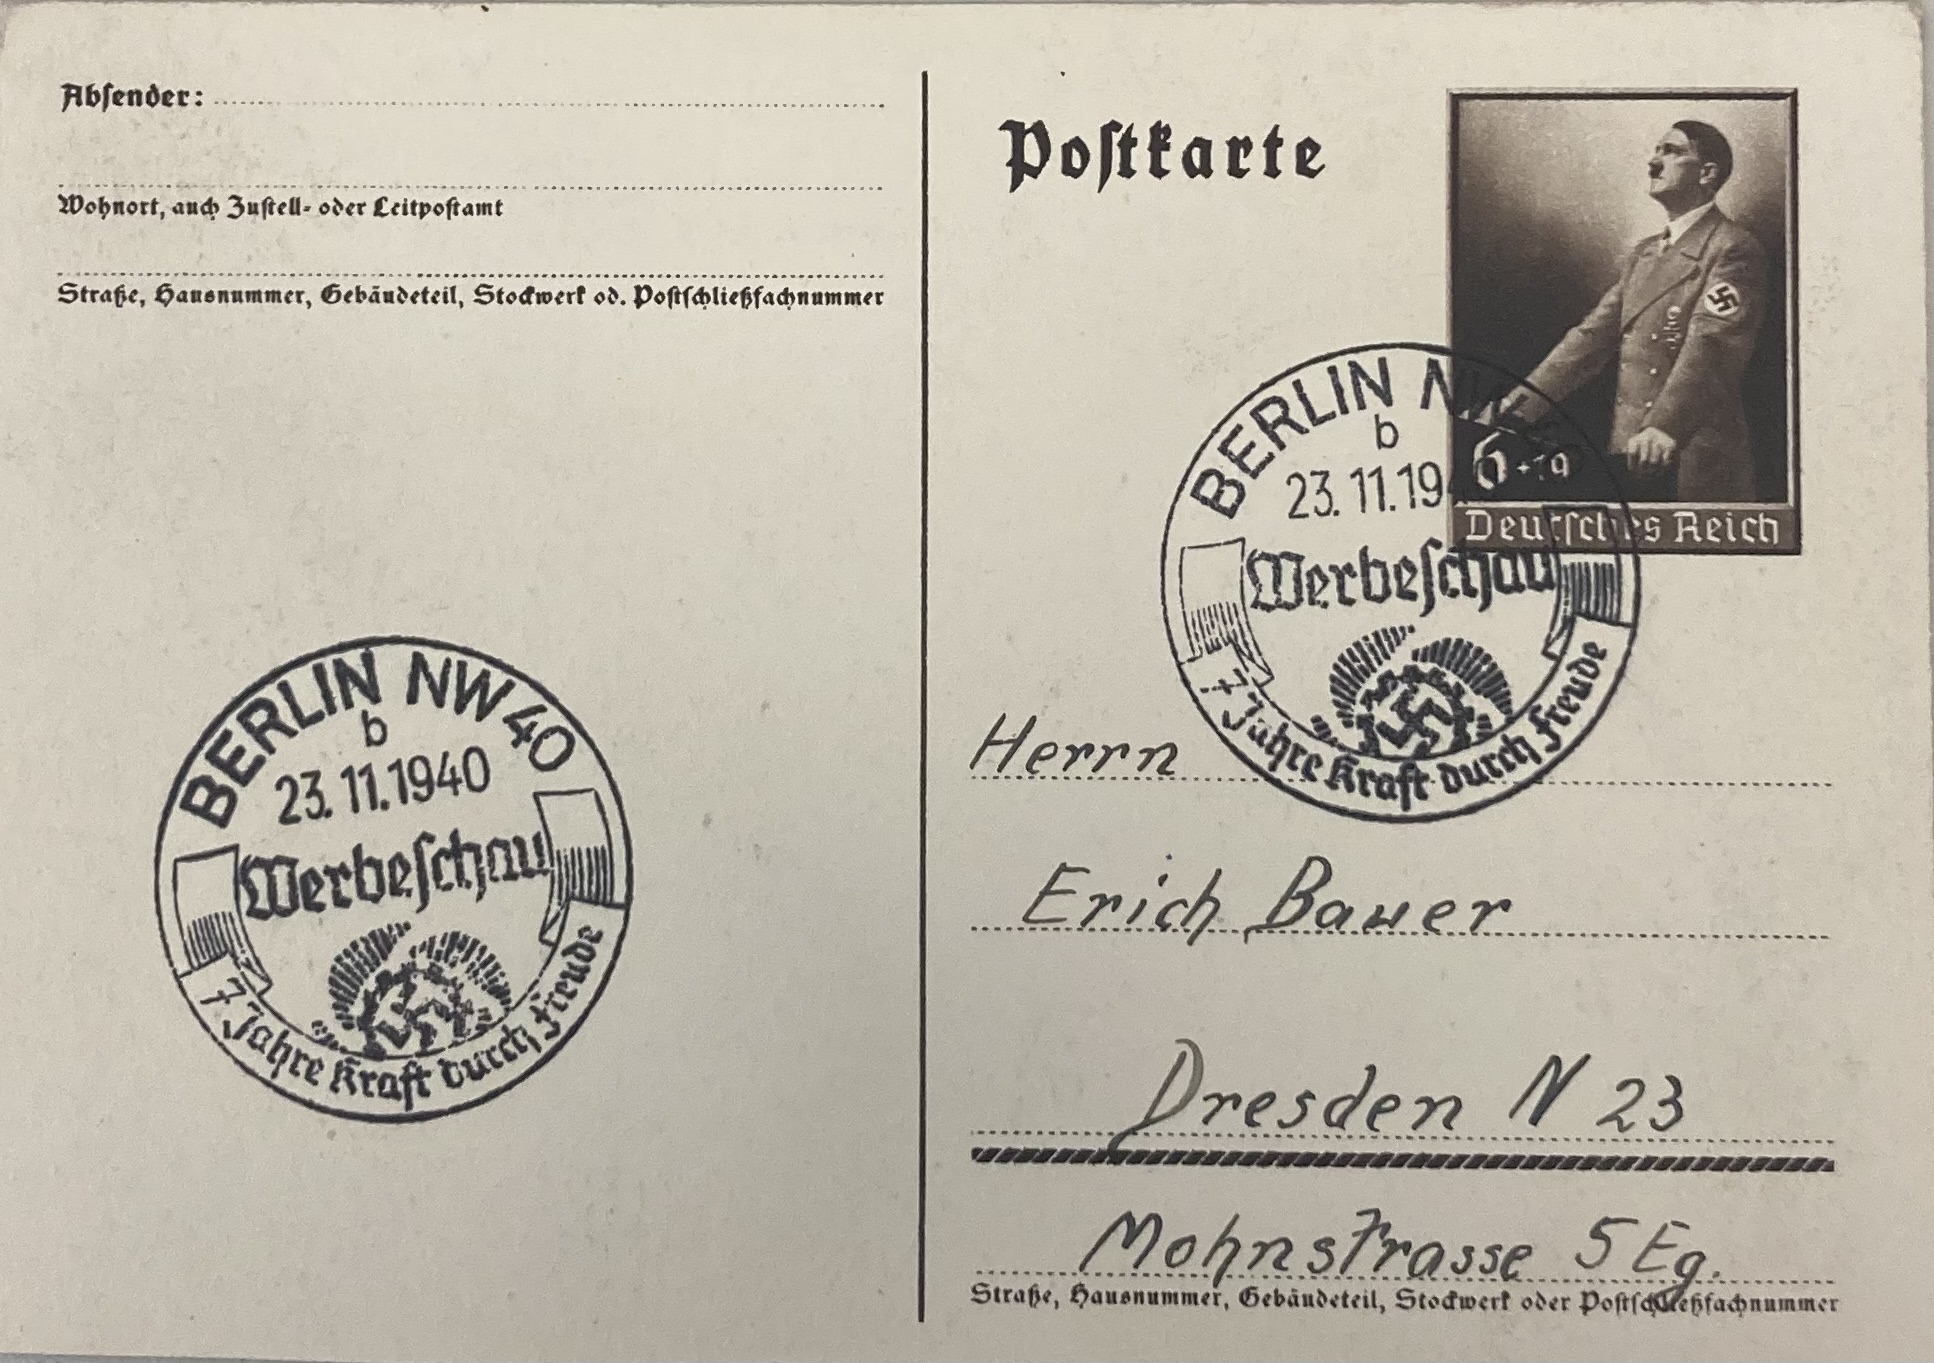 Absender:
Wohnort, auch Zustell- oder Leitpostamt
Straße, Hausnummer, Gebäudeteil, Stockwerk od. Postschließfachnummer
BERLIN NW 40
b
23.11.1940
Werbeschau
7 Jahre Kraft durch Freude
Postkarte
6+19
Deutsches Reich
BERLIN NW
b
23.11.19
Werbeschau
7 Jahre Kraft durch Freude
Herrn
Erich Bauer
Dresden N 23
Mohnstrasse 5 Eg.
Straße, Hausnummer, Gebäudeteil, Stockwerk oder Postschließfachnummer